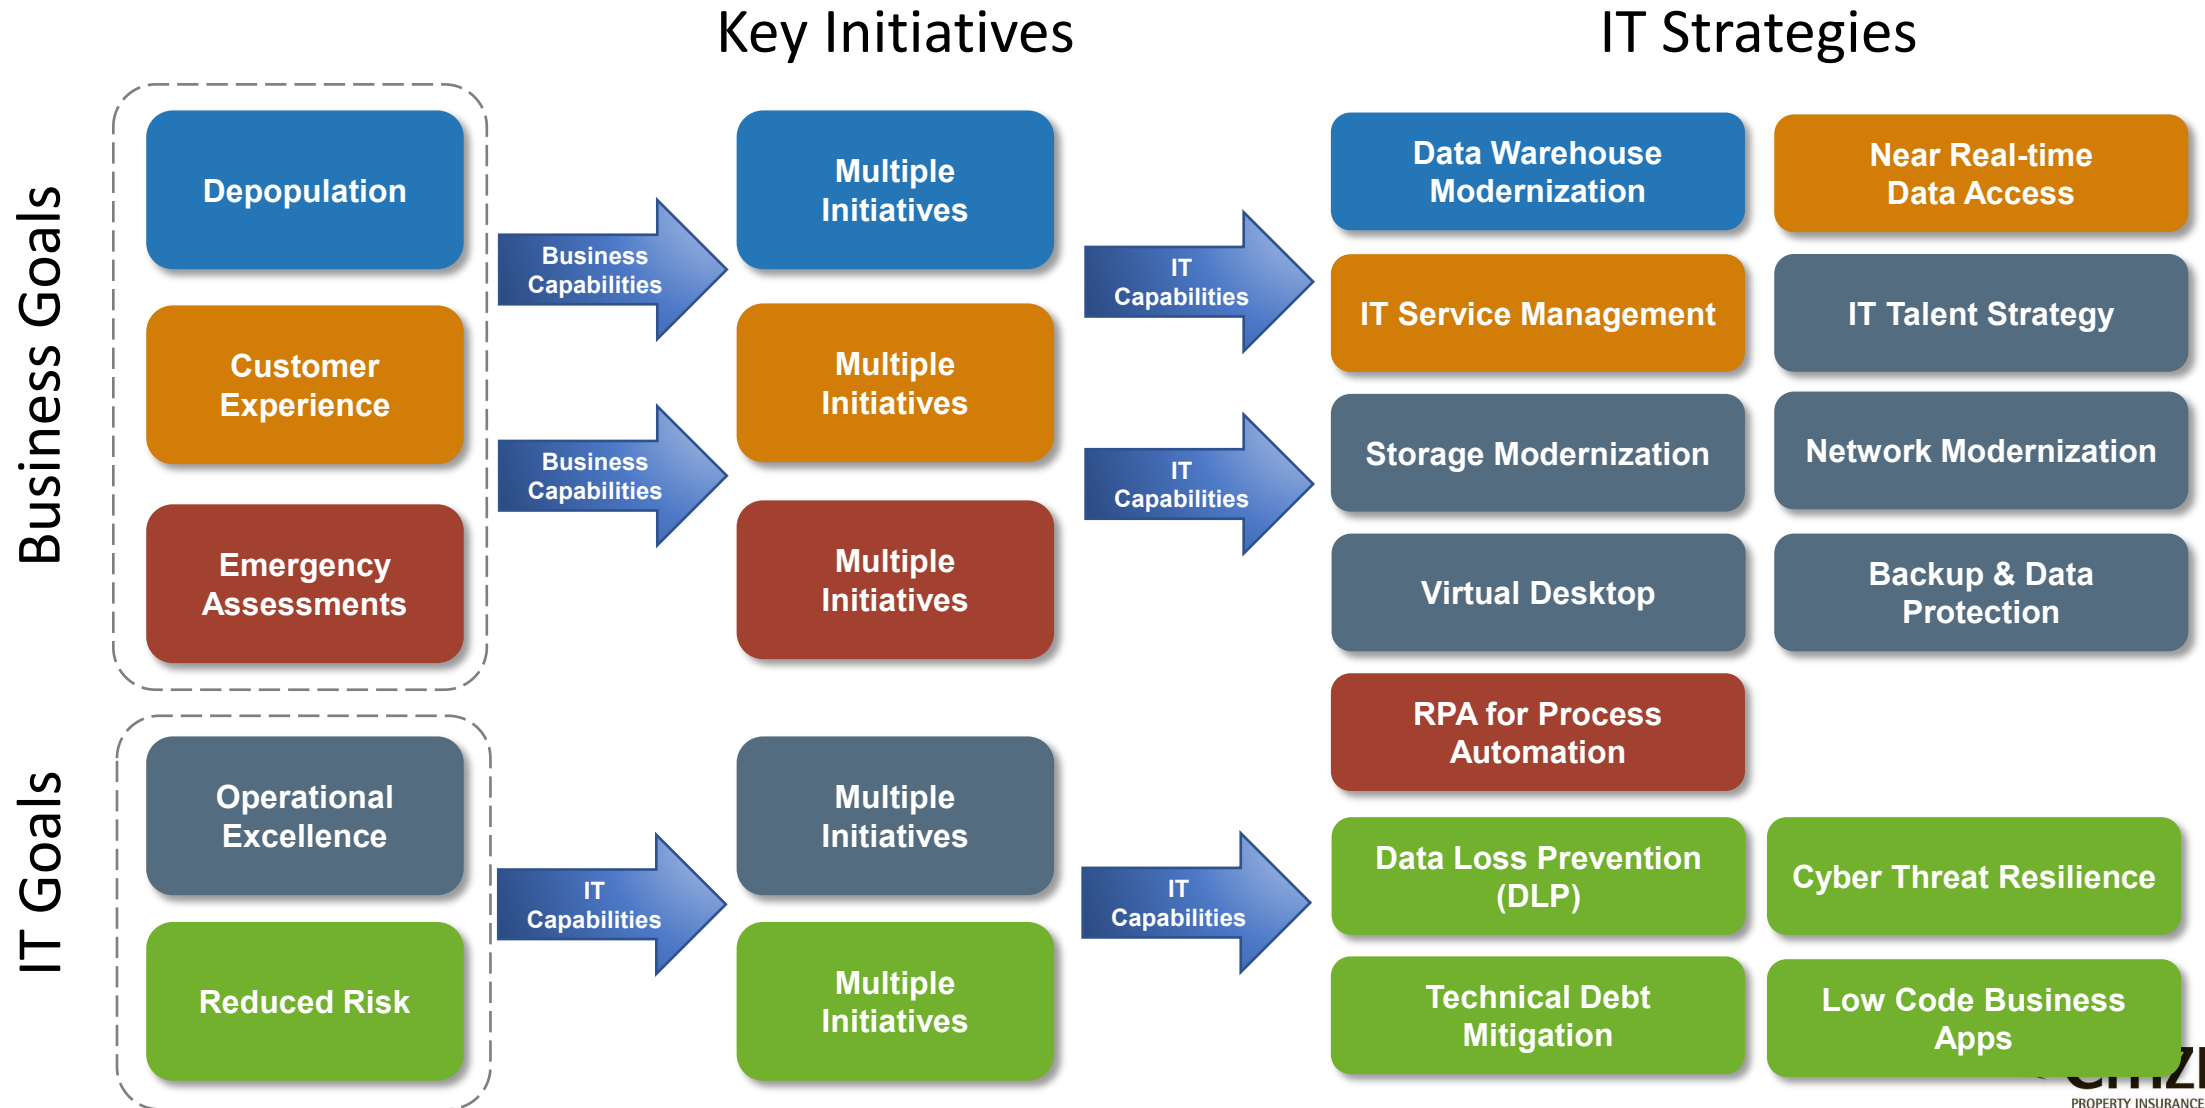 Key Initiatives
IT Strategies
Business Goals
Depopulation
Customer
Experience
Emergency
Assessments
Business
Capabilities
Business
Capabilities
Multiple
Initiatives
Multiple
Initiatives
Multiple
Initiatives
IT
Capabilities
IT
Capabilities
Data Warehouse
Modernization
Near Real-time
Data Access
IT Service Management
IT Talent Strategy
Storage Modernization
Network Modernization
Virtual Desktop
Backup & Data
Protection
RPA for Process
Automation
IT Goals
Operational
Excellence
Reduced Risk
IT
Capabilities
Multiple
Initiatives
Multiple
Initiatives
IT
Capabilities
Data Loss Prevention
(DLP)
Cyber Threat Resilience
Technical Debt
Mitigation
Low Code Business
Apps
PROPERTY INSURANCE